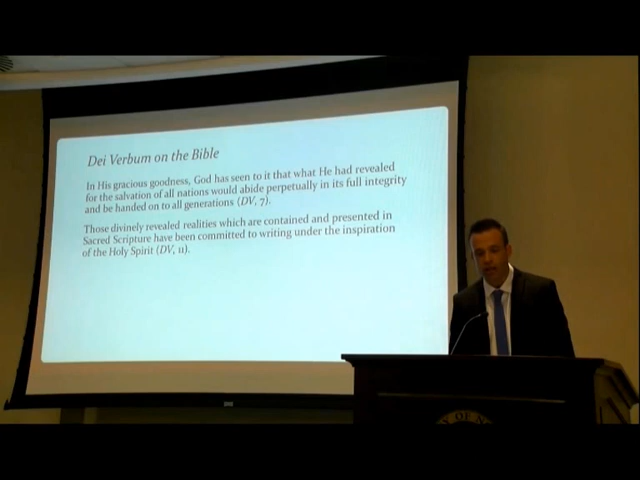 Dei Verbum on the Bible
In His gracious goodness, God has seen to it that what He had revealed
for the salvation of all nations would abide perpetually in its full integrity
and be handed on to all generations (DV, 7).
Those divinely revealed realities which are contained and presented in
Sacred Scripture have been committed to writing under the inspiration
of the Holy Spirit (DV, 11).
Y OF N